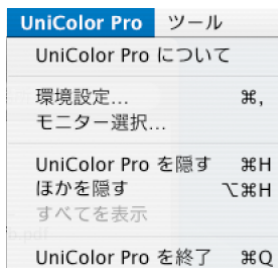 UniColor Pro ツール
UniColor Pro について
環境設定... ⌘,
モニター選択...
UniColor Pro を隠す ⌘H
ほかを隠す ⌥⌘H
すべてを表示
UniColor Pro を終了 ⌘Q